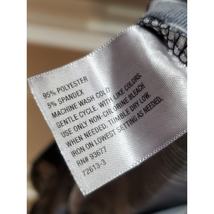 95% POLYESTER
5% SPANDEX
MACHINE WASH COLD
GENTLE CYCLE. WITH LIKE COLORS
USE ONLY NON-CHLORINE BLEACH
WHEN NEEDED. TUMBLE DRY LOW.
IRON ON LOWEST SETTING AS NEEDED.
RN# 93677
72613-3